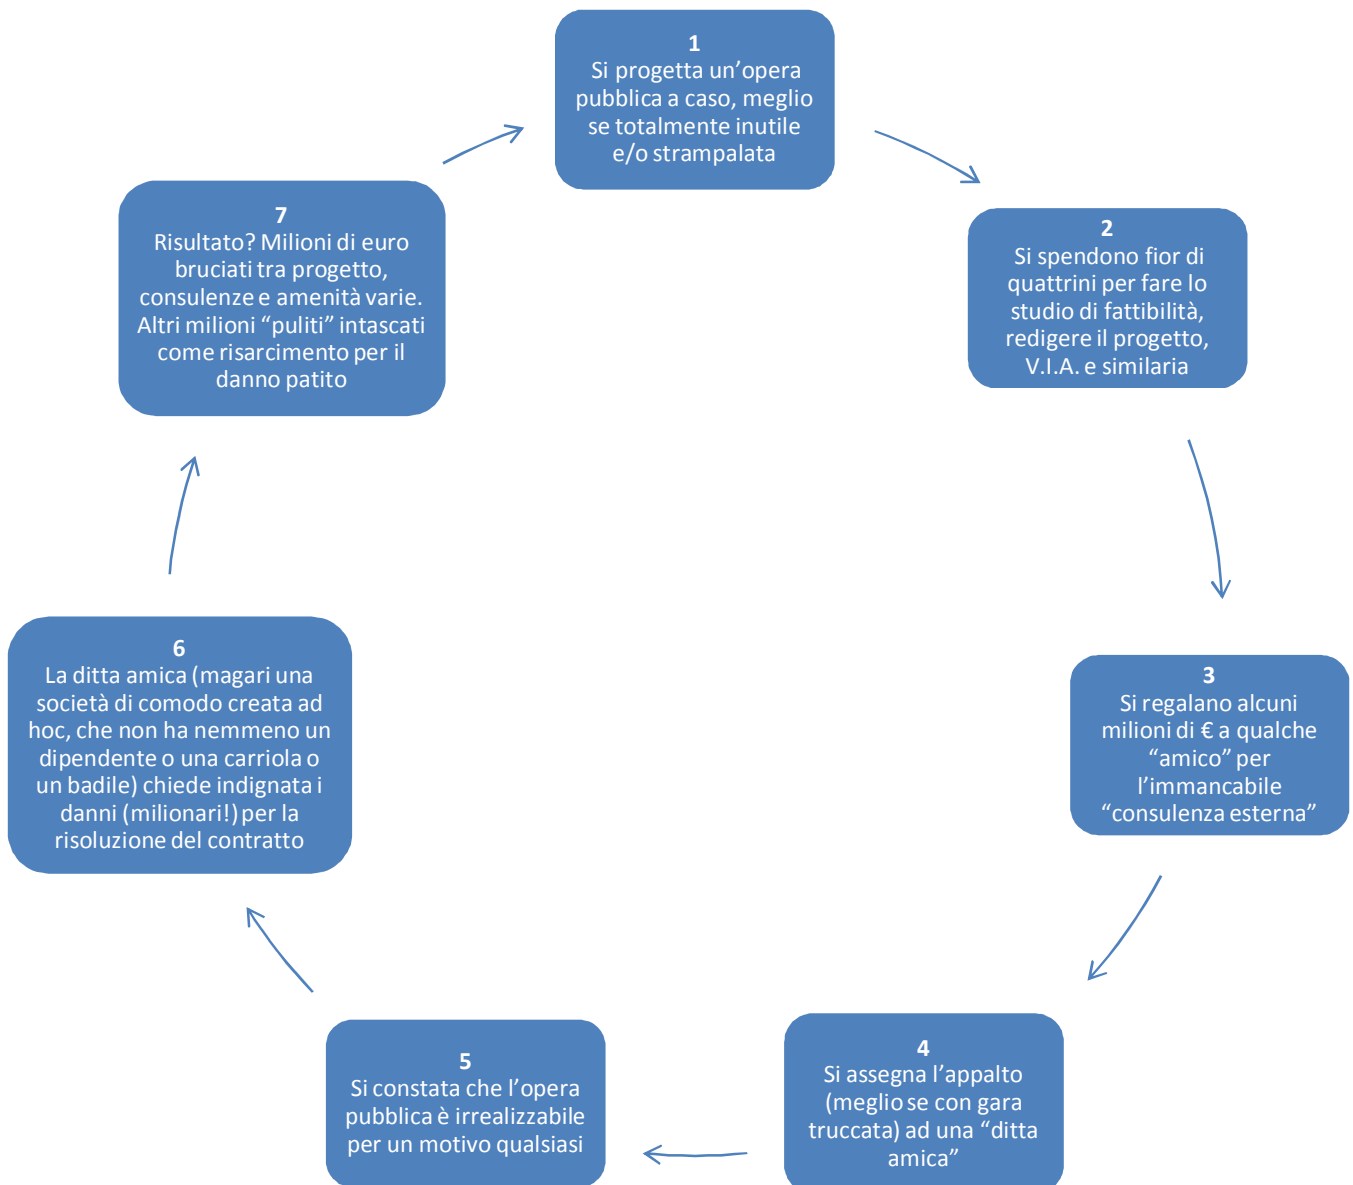 1
Si progetta un’opera
pubblica a caso, meglio
se totalmente inutile
e/o strampalata
2
Si spendono fior di
quattrini per fare lo
studio di fattibilità,
redigere il progetto,
V.I.A. e similaria
3
Si regalano alcuni
milioni di € a qualche
“amico” per
l’immancabile
“consulenza esterna”
4
Si assegna l’appalto
(meglio se con gara
truccata) ad una “ditta
amica”
5
Si constata che l’opera
pubblica è irrealizzabile
per un motivo qualsiasi
6
La ditta amica (magari una
società di comodo creata ad
hoc, che non ha nemmeno un
dipendente o una carriola o
un badile) chiede indignata i
danni (milionari!) per la
risoluzione del contratto
7
Risultato? Milioni di euro
bruciati tra progetto,
consulenze e amenità varie.
Altri milioni “puliti” intascati
come risarcimento per il
danno patito